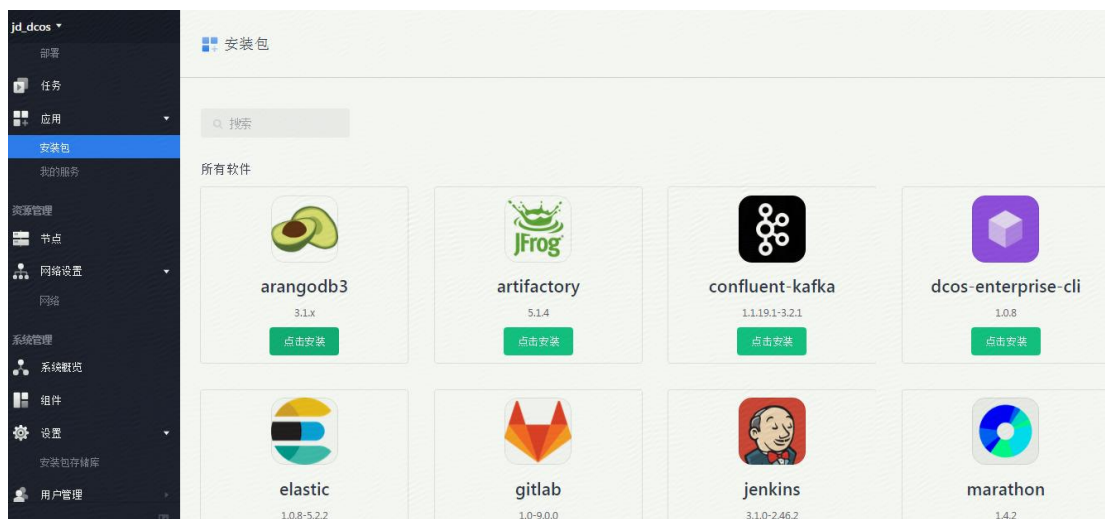 jd_dcos
部署
任务
应用
安装包
我的服务
资源管理
节点
网络设置
网络
系统管理
系统概览
组件
设置
安装包存储库
用户管理
安装包
搜索
所有软件
JFrog
arangodb3
artifactory
confluent-kafka
dcos-enterprise-cli
3.1.x
5.1.4
1.1.19.1-3.2.1
1.0.8
点击安装
点击安装
点击安装
点击安装
elastic
gitlab
jenkins
marathon
1.0.8-5.2.2
1.0-9.0.0
3.1.0-2.46.2
1.4.2